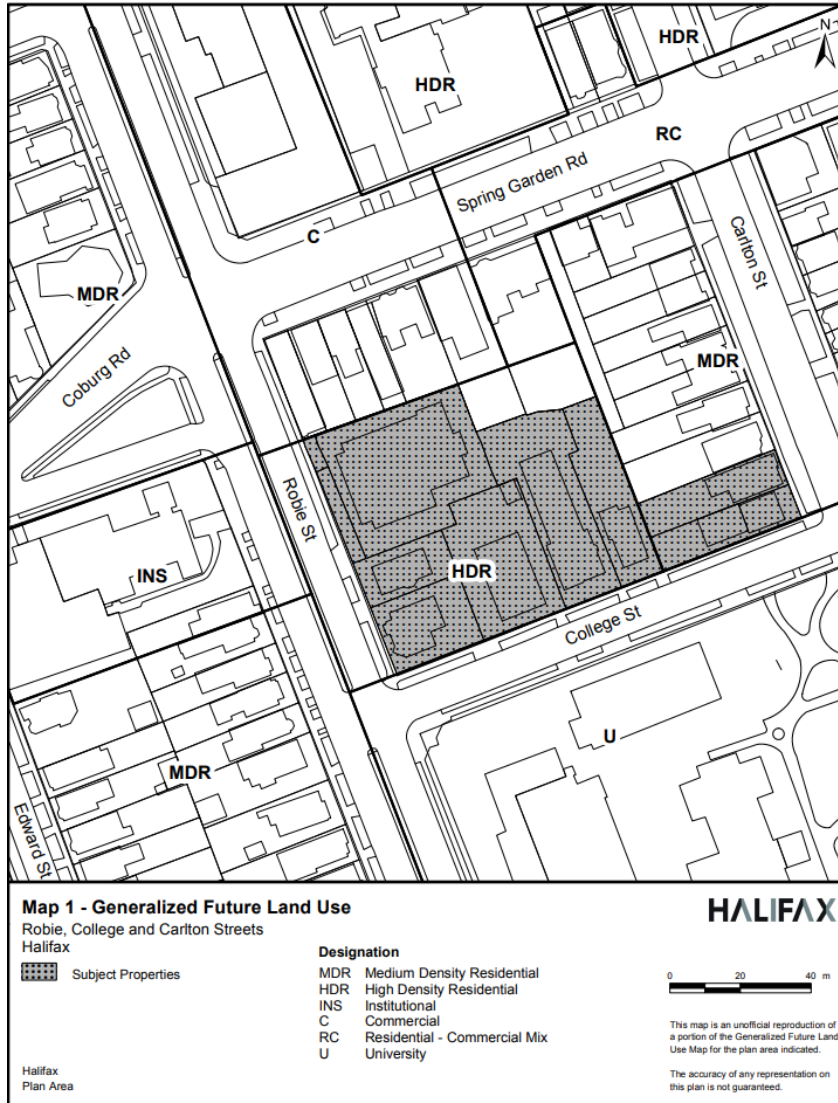 HDR
N
HDR
RC
Spring Garden Rd
C
Carlton St
MDR
MDR
Coburg Rd
Robie St
INS
HDR
College St
U
MDR
Edward St
Map 1 - Generalized Future Land Use
Robie, College and Carlton Streets
Halifax
Subject Properties
Designation
MDR Medium Density Residential
HDR High Density Residential
INS Institutional
C Commercial
RC Residential - Commercial Mix
U University
HALIFAX
0 20 40 m
This map is an unofficial reproduction of
a portion of the Generalized Future Land
Use Map for the plan area indicated.
The accuracy of any representation on
this plan is not guaranteed.
Halifax
Plan Area